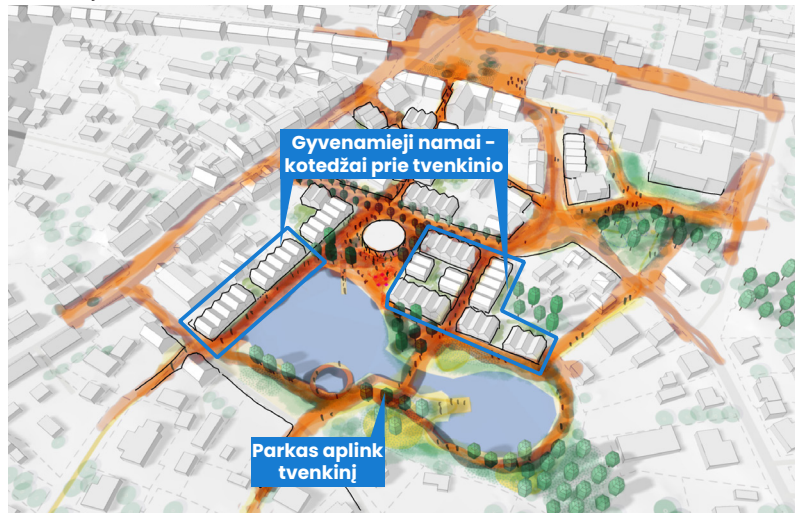 Gyvenamieji namai -
kotedžai prie tvenkinio
Parkas aplink
tvenkinį